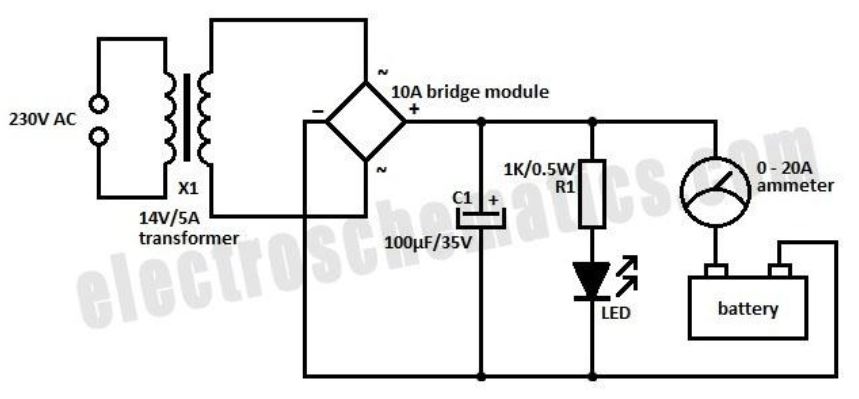 230V AC
X1
14V/5A
transformer
~
10A bridge module
−
+
~
C1
+
100µF/35V
1K/0.5W
R1
LED
0 - 20A
ammeter
battery
electroschematics.com